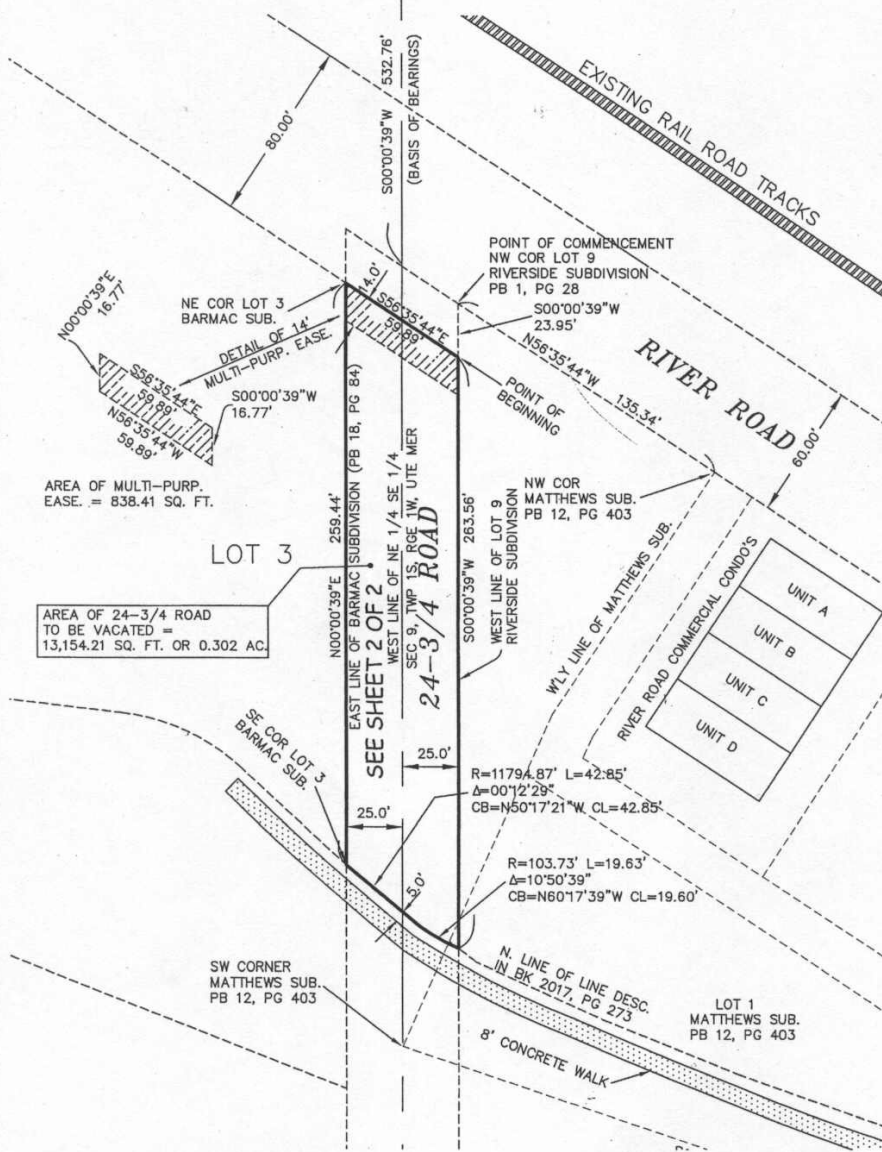 S00°00'39"W 532.76'
(BASIS OF BEARINGS)
EXISTING RAIL ROAD TRACKS
80.00'
POINT OF COMMENCEMENT
NW COR LOT 9
RIVERSIDE SUBDIVISION
PB 1, PG 28
S00°00'39"W
23.95'
N56°35'44"W 135.34'
RIVER ROAD
60.00'
NE COR LOT 3
BARMAC SUB.
14.0'
S56°35'44"E
59.89'
DETAIL OF 14'
MULTI-PURP. EASE.
N00°00'39"E
16.77'
S56°35'44"E
59.89'
N56°35'44"W
59.89'
S00°00'39"W
16.77'
POINT OF
BEGINNING
AREA OF MULTI-PURP.
EASE. = 838.41 SQ. FT.
NW COR
MATTHEWS SUB.
PB 12, PG 403
LOT 3
AREA OF 24-3/4 ROAD
TO BE VACATED =
13,154.21 SQ. FT. OR 0.302 AC.
N00°00'39"E 259.44'
EAST LINE OF BARMAC SUBDIVISION (PB 18, PG 84)
SEE SHEET 2 OF 2
WEST LINE OF NE 1/4 SE 1/4
SEC 9, TWP 1S, RGE 1W, UTE MER
24-3/4 ROAD
S00°00'39"W 263.56'
WEST LINE OF LOT 9
RIVERSIDE SUBDIVISION
WLY LINE OF MATTHEWS SUB.
RIVER ROAD COMMERCIAL CONDO'S
UNIT A
UNIT B
UNIT C
UNIT D
SE COR LOT 3
BARMAC SUB.
25.0'
25.0'
R=11794.87' L=42.85'
Δ=00°12'29"
CB=N50°17'21"W CL=42.85'
5.0'
R=103.73' L=19.63'
Δ=10°50'39"
CB=N60°17'39"W CL=19.60'
SW CORNER
MATTHEWS SUB.
PB 12, PG 403
N. LINE OF LINE DESC.
IN BK 2017, PG 273
LOT 1
MATTHEWS SUB.
PB 12, PG 403
8' CONCRETE WALK